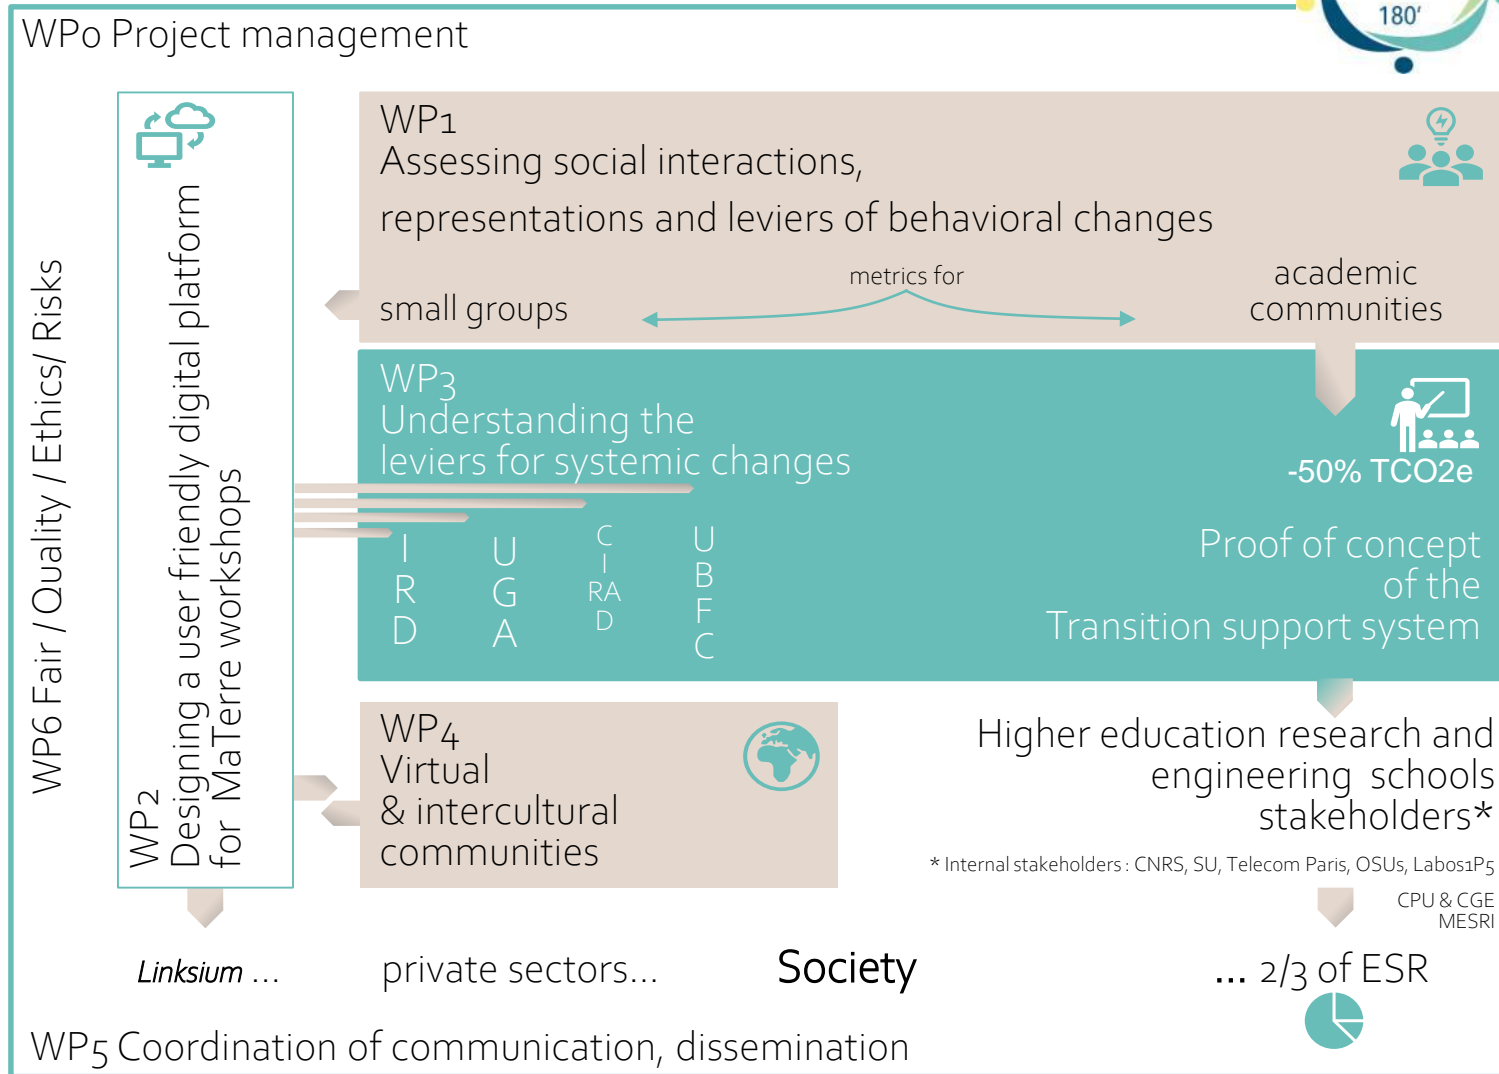 180'
WP0 Project management
WP6 Fair / Quality / Ethics/ Risks
WP2
Designing a user friendly digital platform
for MaTerre workshops
WP1
Assessing social interactions,
representations and leviers of behavioral changes
metrics for
small groups
academic
communities
WP3
Understanding the
leviers for systemic changes
-50% TCO2e
I
R
D
U
G
A
C
I
RA
D
U
B
F
C
Proof of concept
of the
Transition support system
WP4
Virtual
& intercultural
communities
Higher education research and
engineering schools
stakeholders*
* Internal stakeholders : CNRS, SU, Telecom Paris, OSUs, Labos1P5
CPU & CGE
MESRI
Linksium ...
private sectors...
Society
... 2/3 of ESR
WP5 Coordination of communication, dissemination